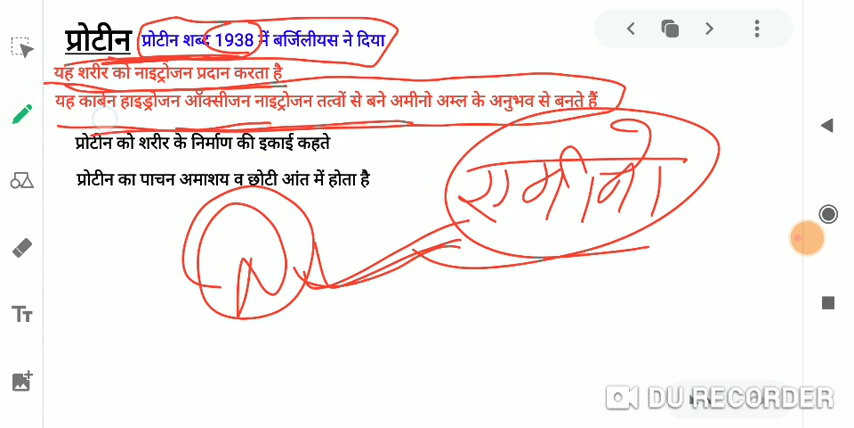 प्रोटीन प्रोटीन शब्द 1938 में बर्जिलीयस ने दिया
यह शरीर को नाइट्रोजन प्रदान करता है
यह कार्बन हाइड्रोजन ऑक्सीजन नाइट्रोजन तत्वों से बने अमीनो अम्ल के अनुभव से बनते हैं
प्रोटीन को शरीर के निर्माण की इकाई कहते
प्रोटीन का पाचन अमाशय व छोटी आंत में होता है
एमीनो
N
Tт
DU RECORDER